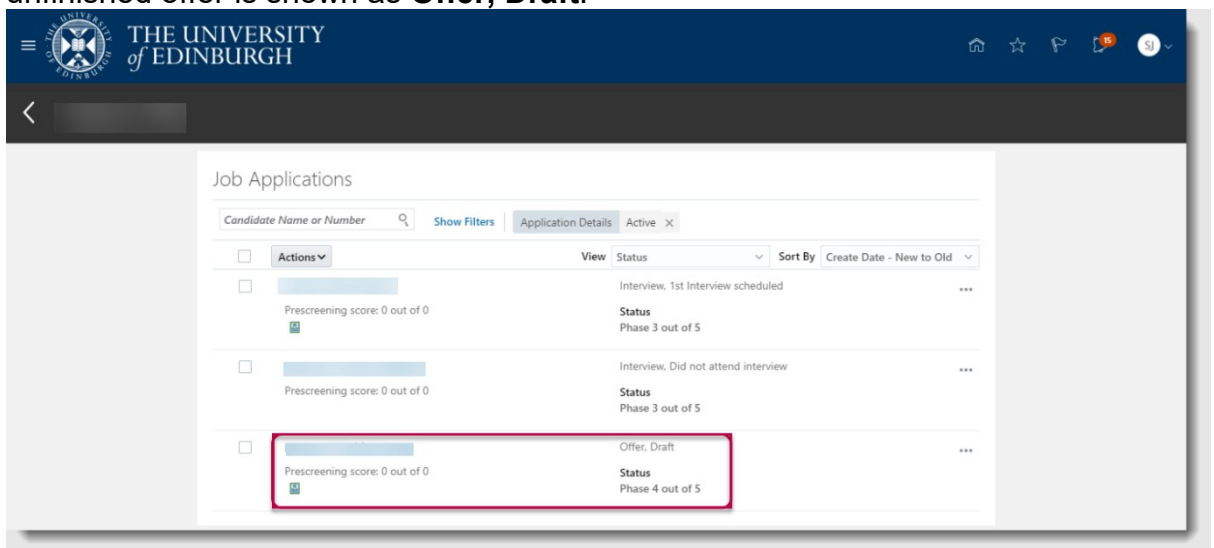 unfinished offer is shown as Offer, Draft.
THE UNIVERSITY
of EDINBURGH
15
SJ
Job Applications
Candidate Name or Number
Show Filters
Application Details Active
Actions
View Status
Sort By Create Date - New to Old
Interview, 1st Interview scheduled
Prescreening score: 0 out of 0
Status
Phase 3 out of 5
Interview, Did not attend interview
Prescreening score: 0 out of 0
Status
Phase 3 out of 5
Offer, Draft
Prescreening score: 0 out of 0
Status
Phase 4 out of 5